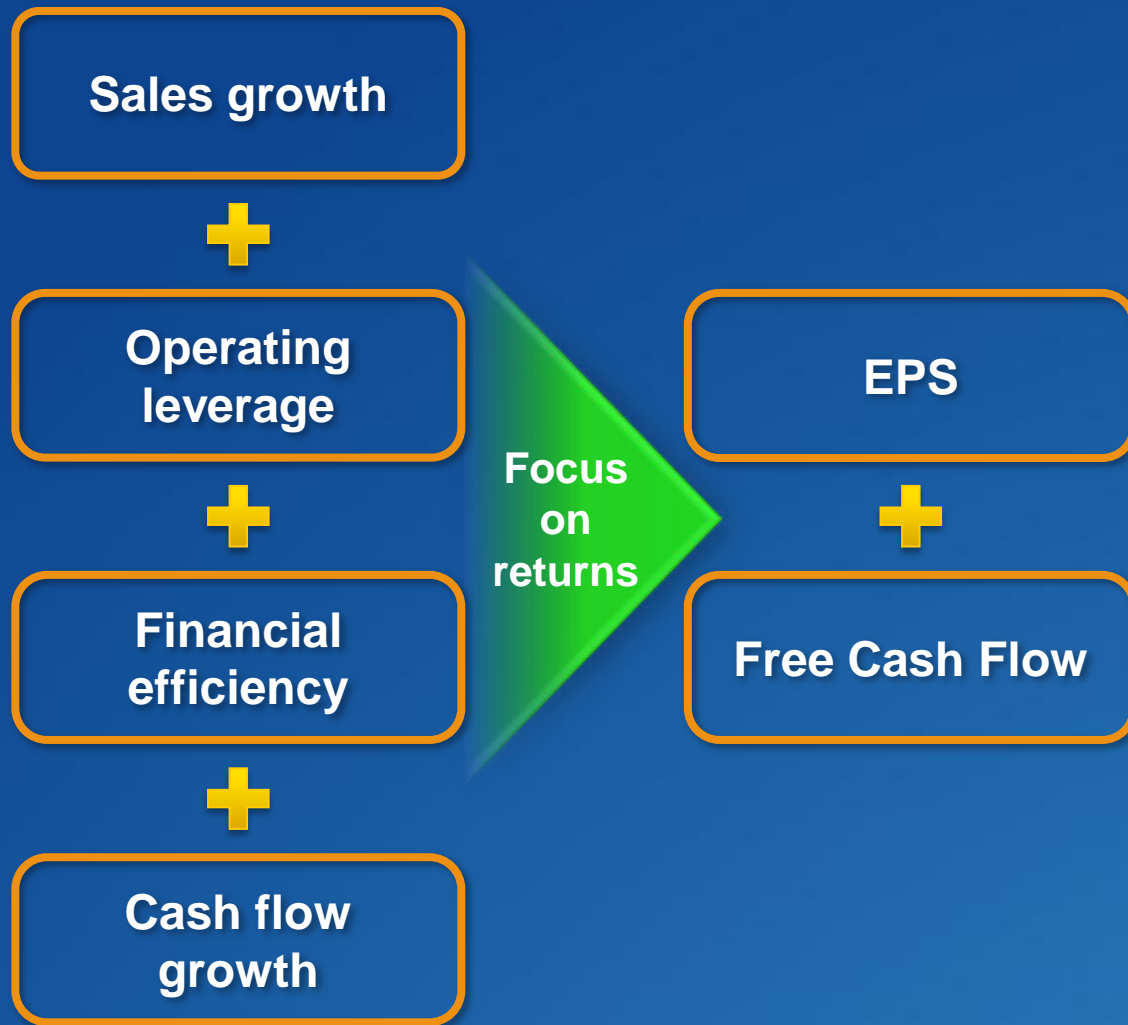 Sales growth
Operating
leverage
Financial
efficiency
Cash flow
growth
Focus
on
returns
EPS
Free Cash Flow